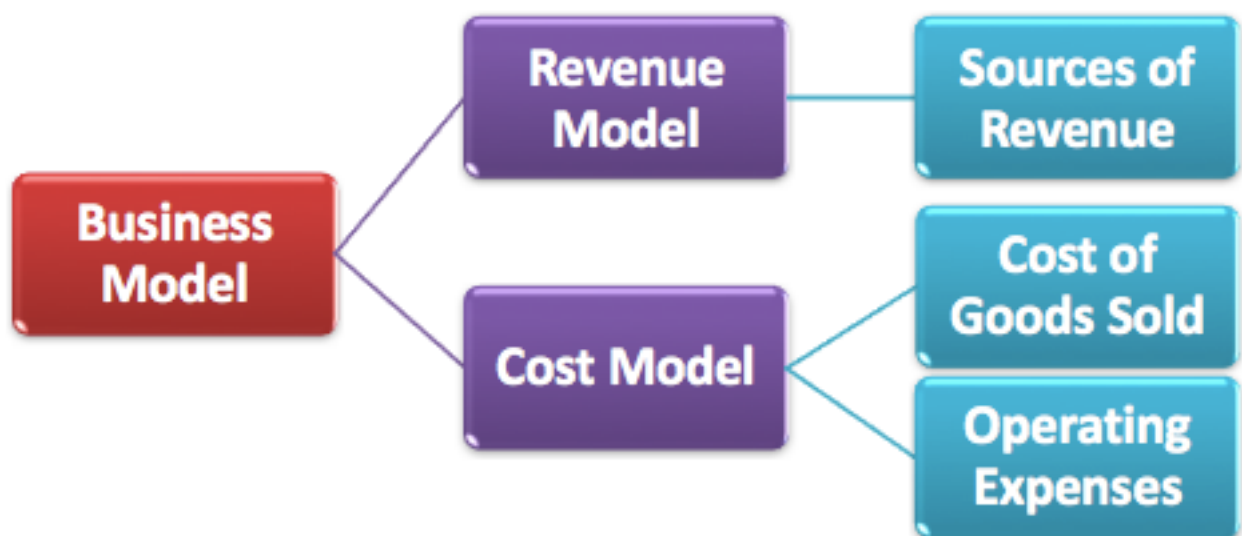 Business
Model
Revenue
Model
Cost Model
Sources of
Revenue
Cost of
Goods Sold
Operating
Expenses